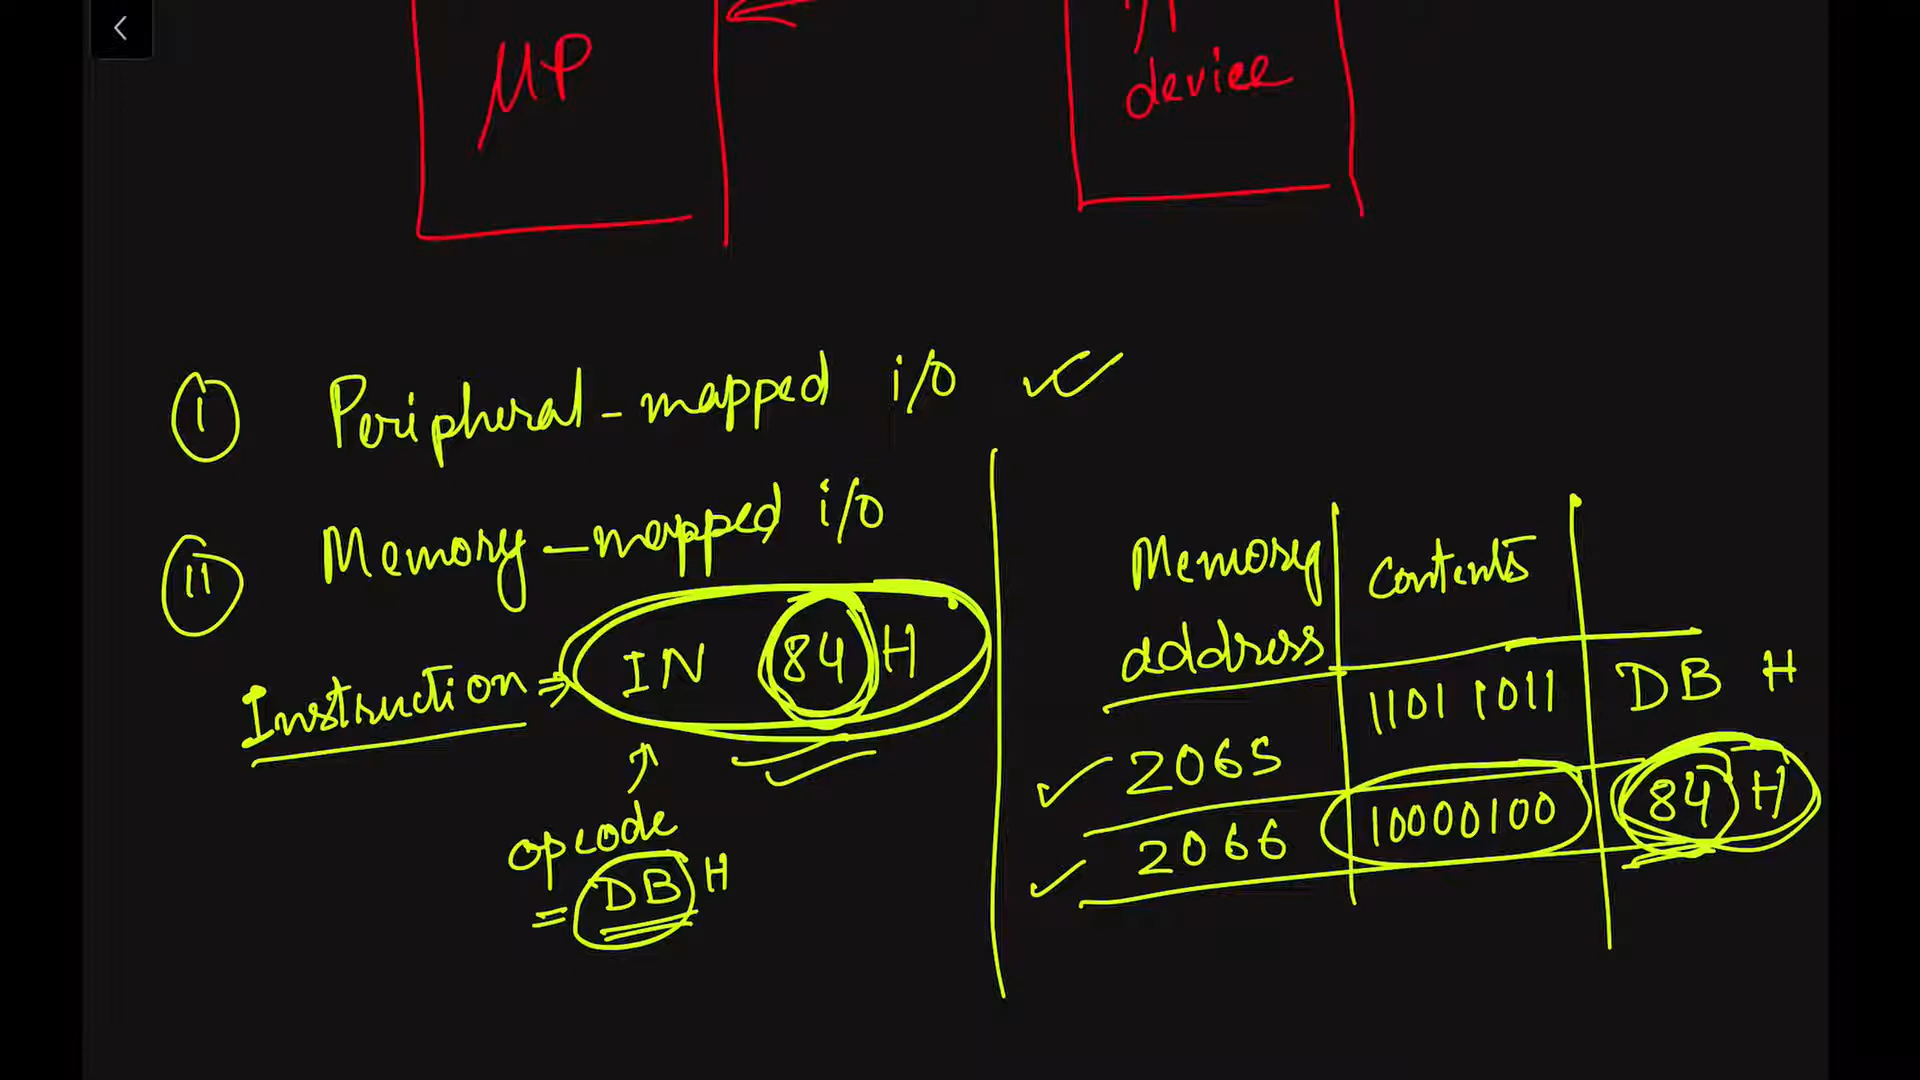 μP
device
i Peripheral-mapped i/o
ii Memory-mapped i/o
Instruction ⇒ IN 84 H
opcode
= DB H
Memory address | Contents
2065 | 1101 1011 | DB H
2066 | 10000100 | 84 H